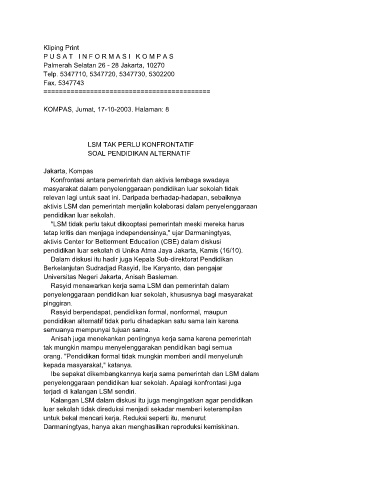 Kliping Print
P U S A T   I N F O R M A S I   K O M P A S
Palmerah Selatan 26 - 28 Jakarta, 10270
Telp. 5347710, 5347720, 5347730, 5302200
Fax. 5347743
=============================================
KOMPAS, Jumat, 17-10-2003. Halaman: 8
LSM TAK PERLU KONFRONTATIF
SOAL PENDIDIKAN ALTERNATIF
Jakarta, Kompas
Konfrontasi antara pemerintah dan aktivis lembaga swadaya
masyarakat dalam penyelenggaraan pendidikan luar sekolah tidak
relevan lagi untuk saat ini. Daripada berhadap-hadapan, sebaiknya
aktivis LSM dan pemerintah menjalin kolaborasi dalam penyelenggaraan
pendidikan luar sekolah.
"LSM tidak perlu takut dikooptasi pemerintah meski mereka harus
tetap kritis dan menjaga independensinya," ujar Darmaningtyas,
aktivis Center for Betterment Education (CBE) dalam diskusi
pendidikan luar sekolah di Unika Atma Jaya Jakarta, Kamis (16/10).
Dalam diskusi itu hadir juga Kepala Sub-direktorat Pendidikan
Berkelanjutan Sudradjad Rasyid, Ibe Karyanto, dan pengajar
Universitas Negeri Jakarta, Anisah Basleman.
Rasyid menawarkan kerja sama LSM dan pemerintah dalam
penyelenggaraan pendidikan luar sekolah, khususnya bagi masyarakat
pinggiran.
Rasyid berpendapat, pendidikan formal, nonformal, maupun
pendidikan alternatif tidak perlu dihadapkan satu sama lain karena
semuanya mempunyai tujuan sama.
Anisah juga menekankan pentingnya kerja sama karena pemerintah
tak mungkin mampu menyelenggarakan pendidikan bagi semua
orang. "Pendidikan formal tidak mungkin memberi andil menyeluruh
kepada masyarakat," katanya.
Ibe sepakat dikembangkannya kerja sama pemerintah dan LSM dalam
penyelenggaraan pendidikan luar sekolah. Apalagi konfrontasi juga
terjadi di kalangan LSM sendiri.
Kalangan LSM dalam diskusi itu juga mengingatkan agar pendidikan
luar sekolah tidak direduksi menjadi sekadar memberi keterampilan
untuk bekal mencari kerja. Reduksi seperti itu, menurut
Darmaningtyas, hanya akan menghasilkan reproduksi kemiskinan.